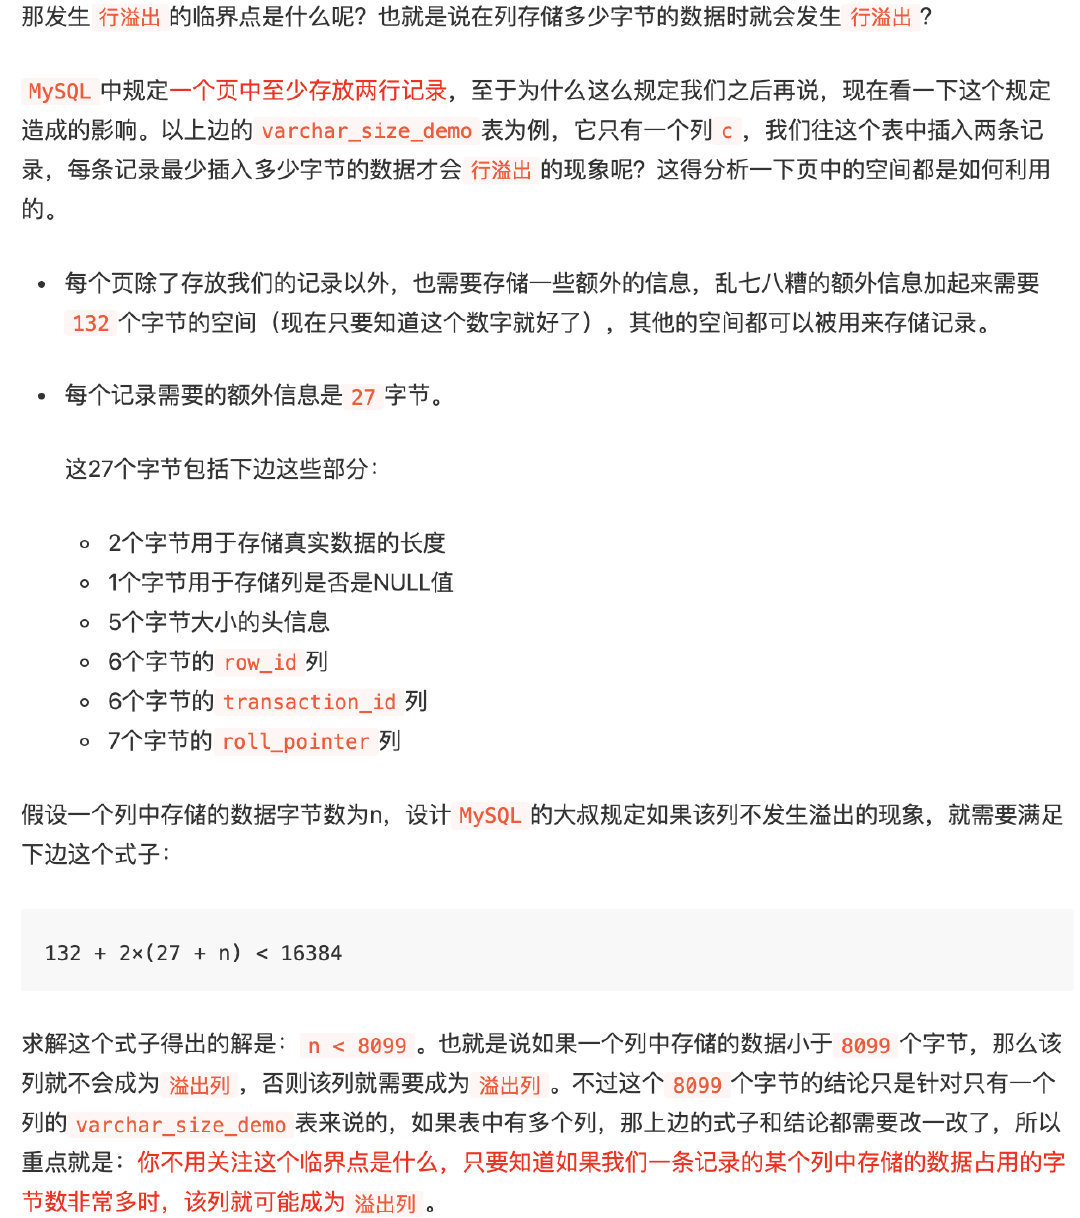 那发生 行溢出 的临界点是什么呢？也就是说在列存储多少字节的数据时就会发生 行溢出 ？
MySQL 中规定一个页中至少存放两行记录，至于为什么这么规定我们之后再说，现在看一下这个规定
造成的影响。以上边的 varchar_size_demo 表为例，它只有一个列 c ，我们往这个表中插入两条记
录，每条记录最少插入多少字节的数据才会 行溢出 的现象呢？这得分析一下页中的空间都是如何利用
的。
• 每个页除了存放我们的记录以外，也需要存储一些额外的信息，乱七八糟的额外信息加起来需要
132 个字节的空间（现在只要知道这个数字就好了），其他的空间都可以被用来存储记录。
• 每个记录需要的额外信息是 27 字节。
这27个字节包括下边这些部分：
◦ 2个字节用于存储真实数据的长度
◦ 1个字节用于存储列是否是NULL值
◦ 5个字节大小的头信息
◦ 6个字节的 row_id 列
◦ 6个字节的 transaction_id 列
◦ 7个字节的 roll_pointer 列
假设一个列中存储的数据字节数为n，设计 MySQL 的大叔规定如果该列不发生溢出的现象，就需要满足
下边这个式子：
132 + 2×(27 + n) < 16384
求解这个式子得出的解是： n < 8099 。也就是说如果一个列中存储的数据小于 8099 个字节，那么该
列就不会成为 溢出列 ，否则该列就需要成为 溢出列 。不过这个 8099 个字节的结论只是针对只有一个
列的 varchar_size_demo 表来说的，如果表中有多个列，那上边的式子和结论都需要改一改了，所以
重点就是：你不用关注这个临界点是什么，只要知道如果我们一条记录的某个列中存储的数据占用的字
节数非常多时，该列就可能成为 溢出列 。